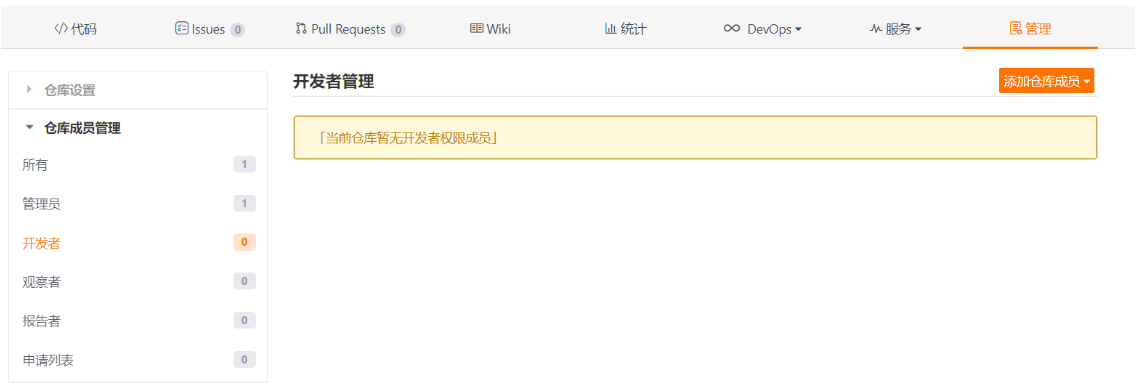 代码 Issues 0 Pull Requests 0 Wiki 统计 DevOps 服务 管理
仓库设置
仓库成员管理
所有 1
管理员 1
开发者 0
观察者 0
报告者 0
申请列表 0
开发者管理 添加仓库成员
「当前仓库暂无开发者权限成员」